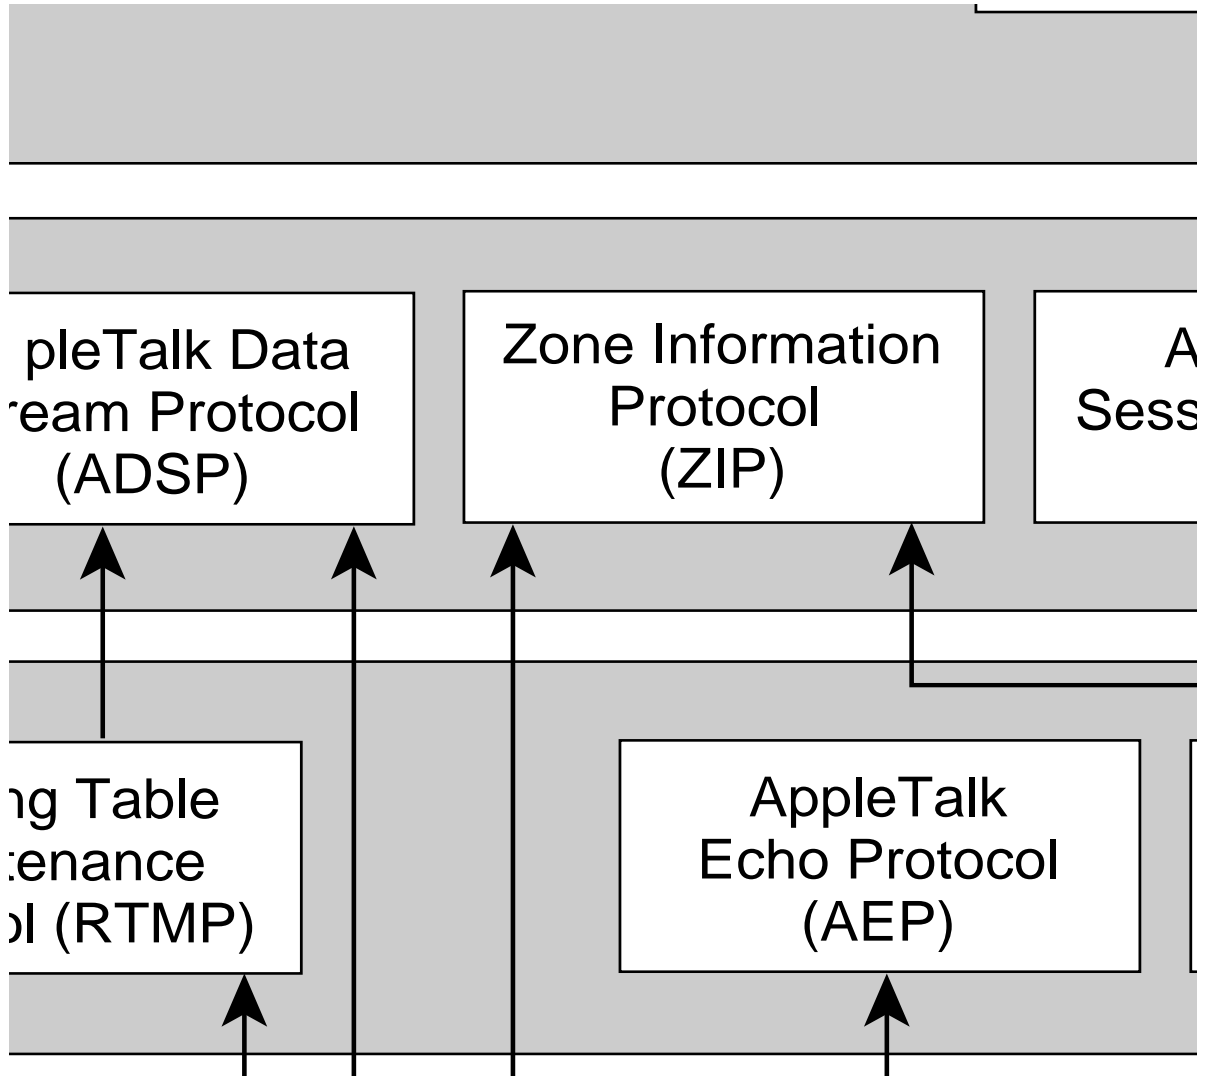 pleTalk Data
ream Protocol
(ADSP)
Zone Information
Protocol
(ZIP)
A
Sess
ng Table
tenance
ol (RTMP)
AppleTalk
Echo Protocol
(AEP)